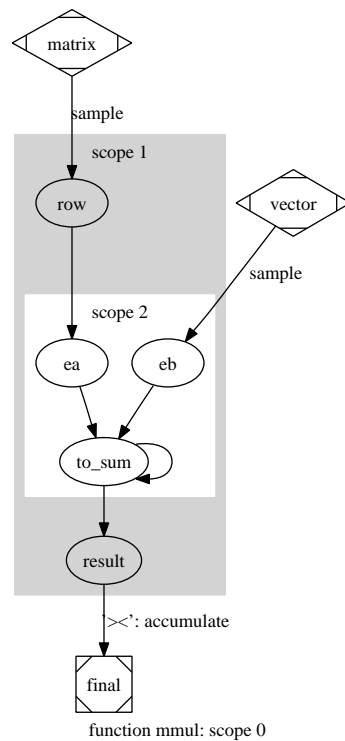 matrix
sample
scope 1
row
vector
sample
scope 2
ea
eb
to_sum
result
'><': accumulate
final
function mmul: scope 0